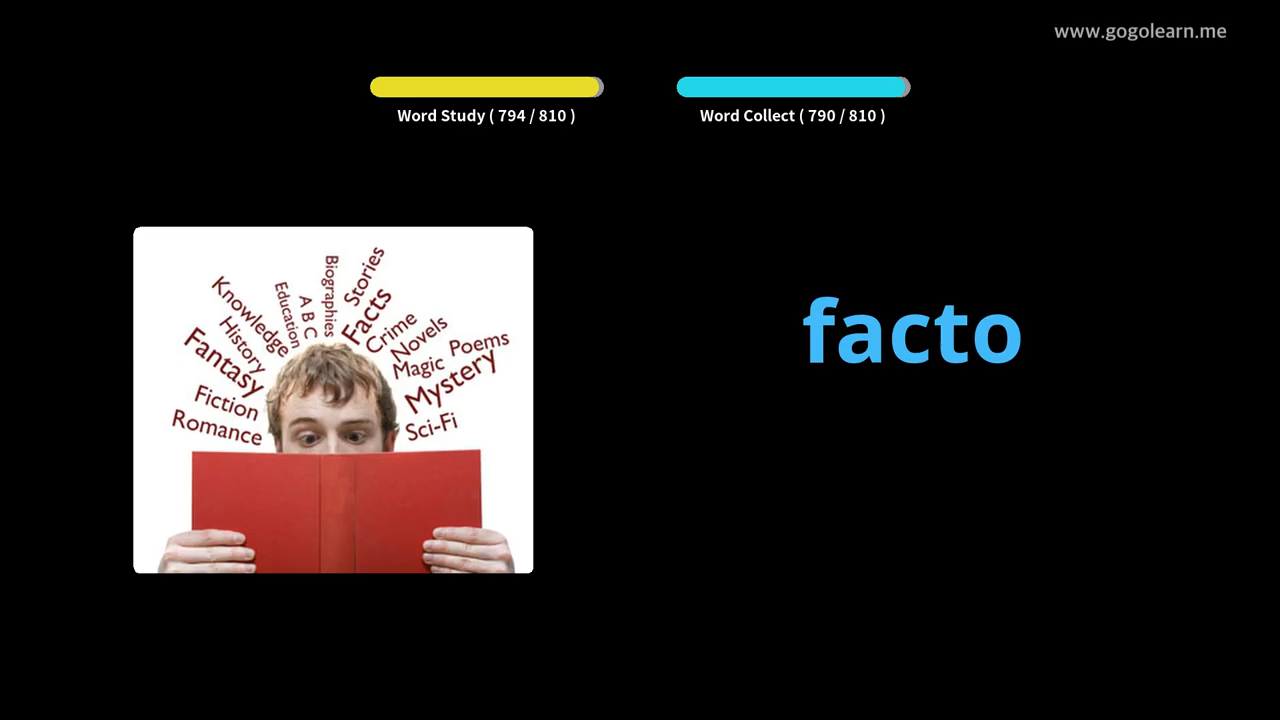 www.gogolearn.me
Word Study ( 794 / 810 )
Word Collect ( 790 / 810 )
facto
Romance
Fiction
Fantasy
History
Knowledge
Education
A B C
Biographies
Stories
Facts
Crime
Novels
Magic
Poems
Mystery
Sci-Fi